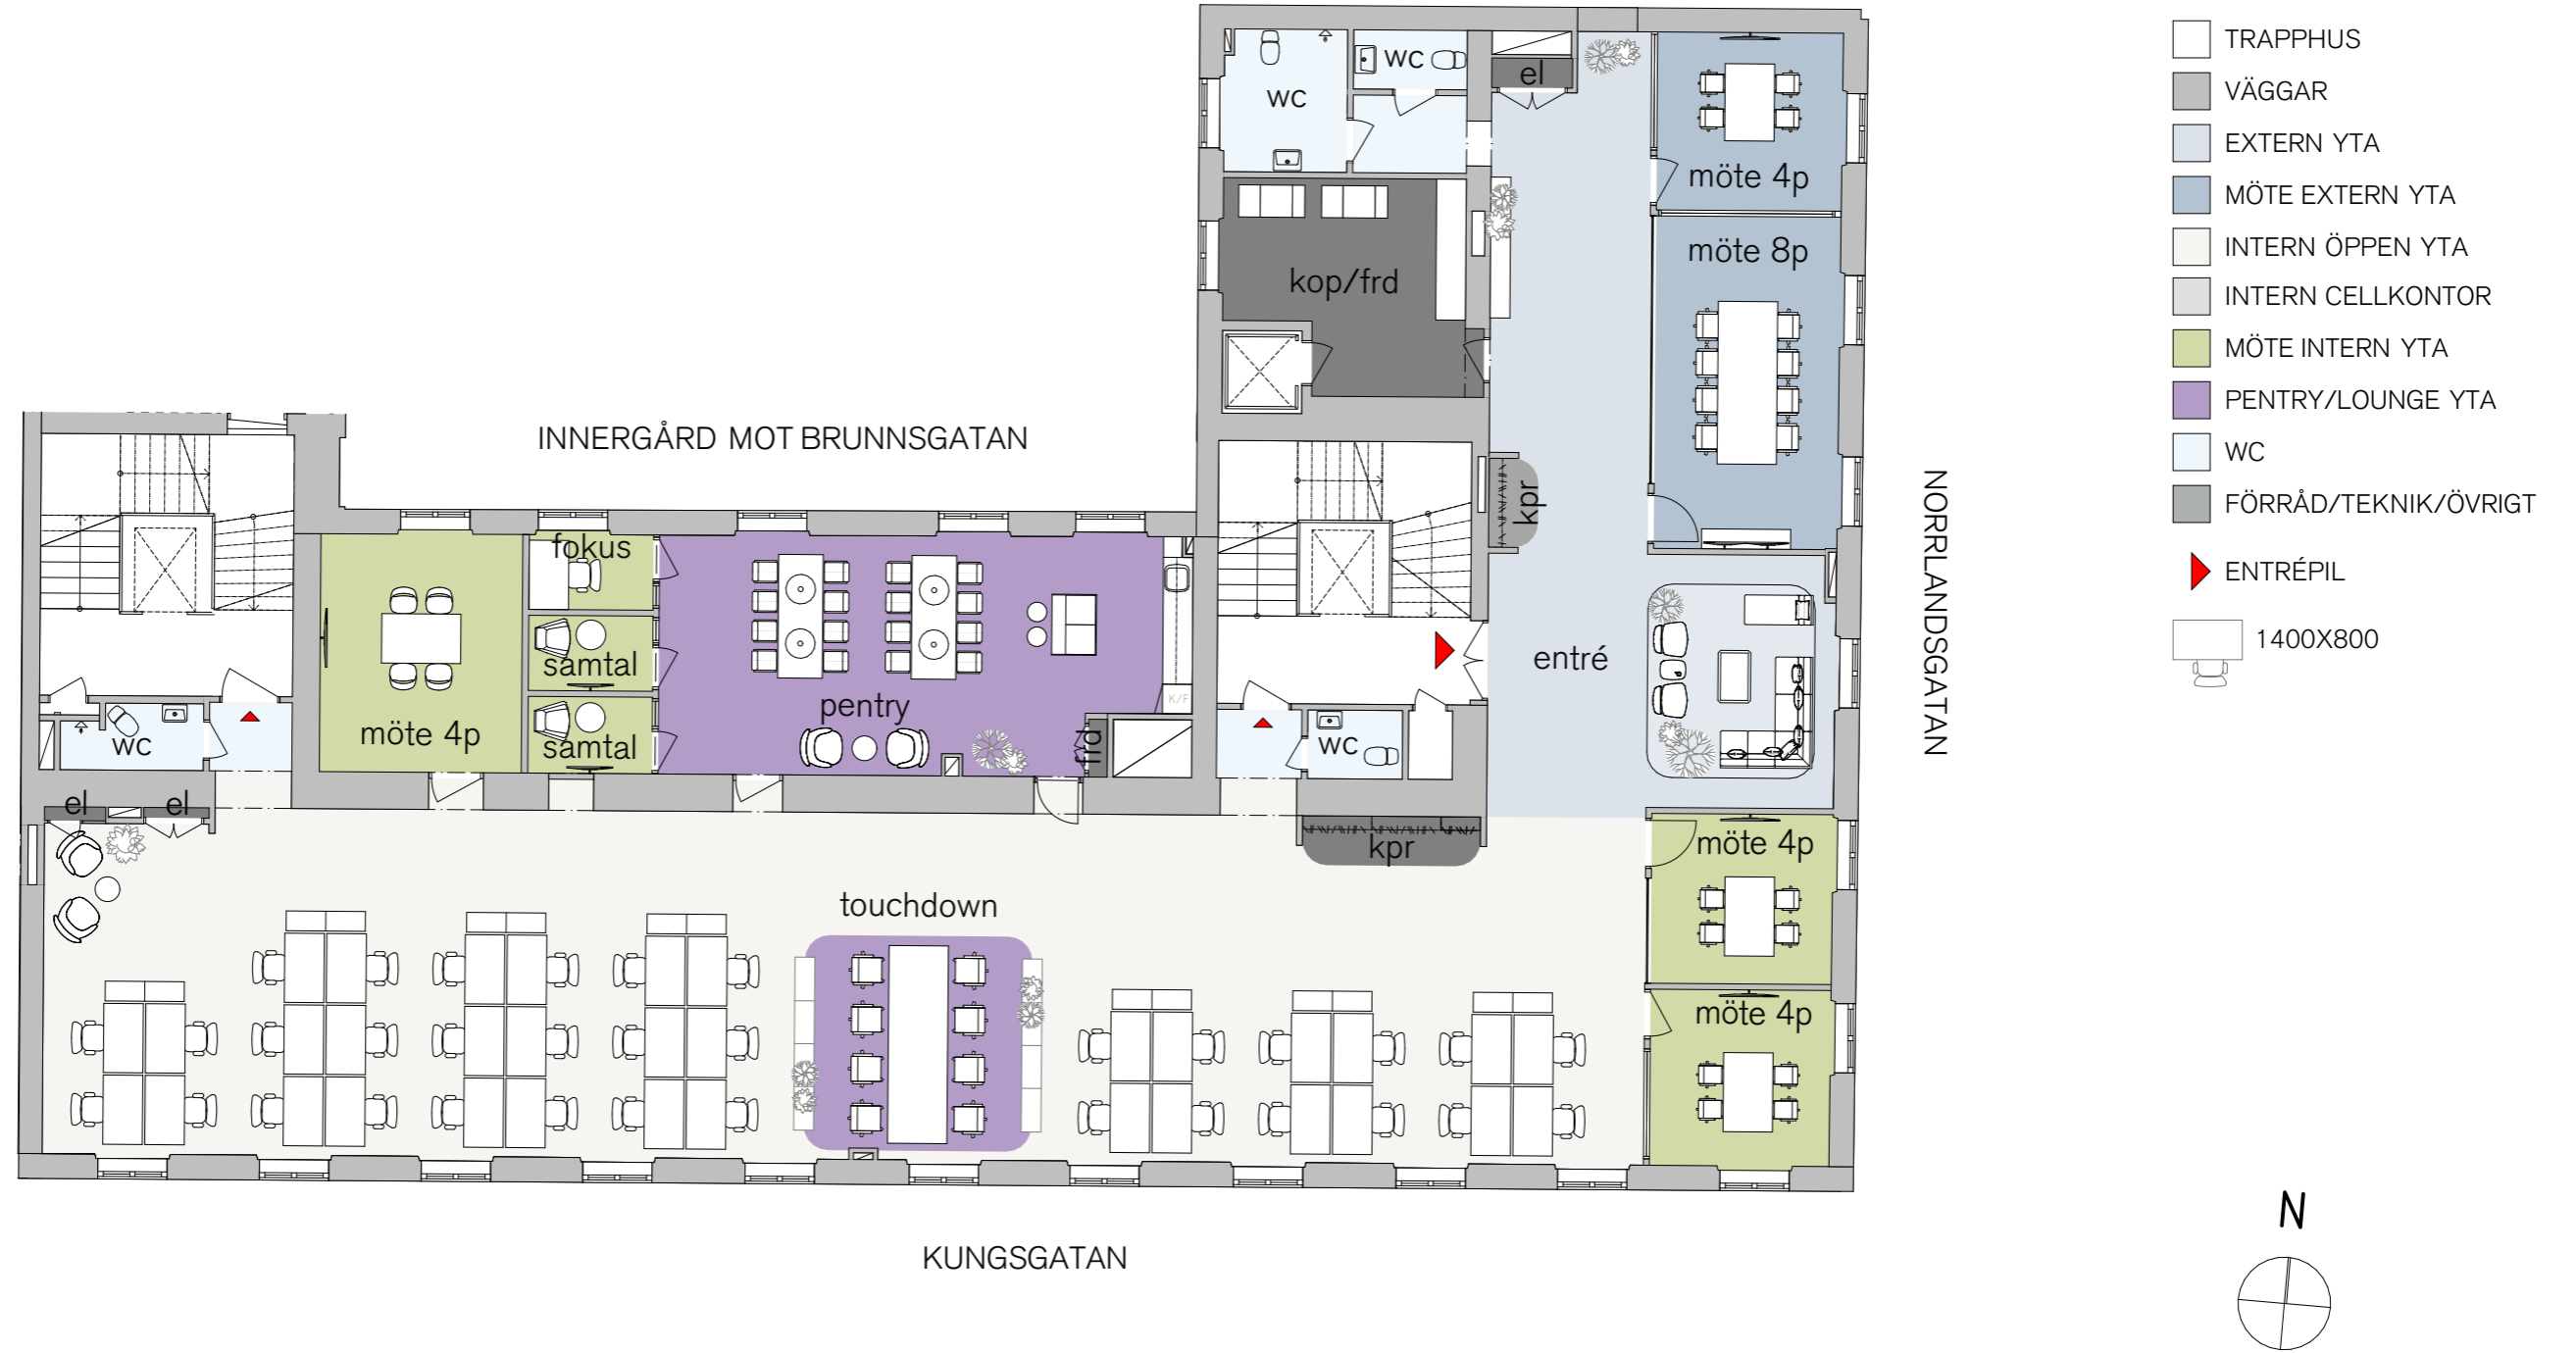 WC
WC
el
möte 4p
möte 8p
kop/frd
kpr
INNERGÅRD MOT BRUNNSGATAN
NORRLANDSGATAN
fokus
samtal
samtal
möte 4p
pentry
K/F
frd
entré
WC
WC
el
el
kpr
möte 4p
touchdown
möte 4p
KUNGSGATAN
TRAPPHUS
VÄGGAR
EXTERN YTA
MÖTE EXTERN YTA
INTERN ÖPPEN YTA
INTERN CELLKONTOR
MÖTE INTERN YTA
PENTRY/LOUNGE YTA
WC
FÖRRÅD/TEKNIK/ÖVRIGT
ENTRÉPIL
1400X800
N